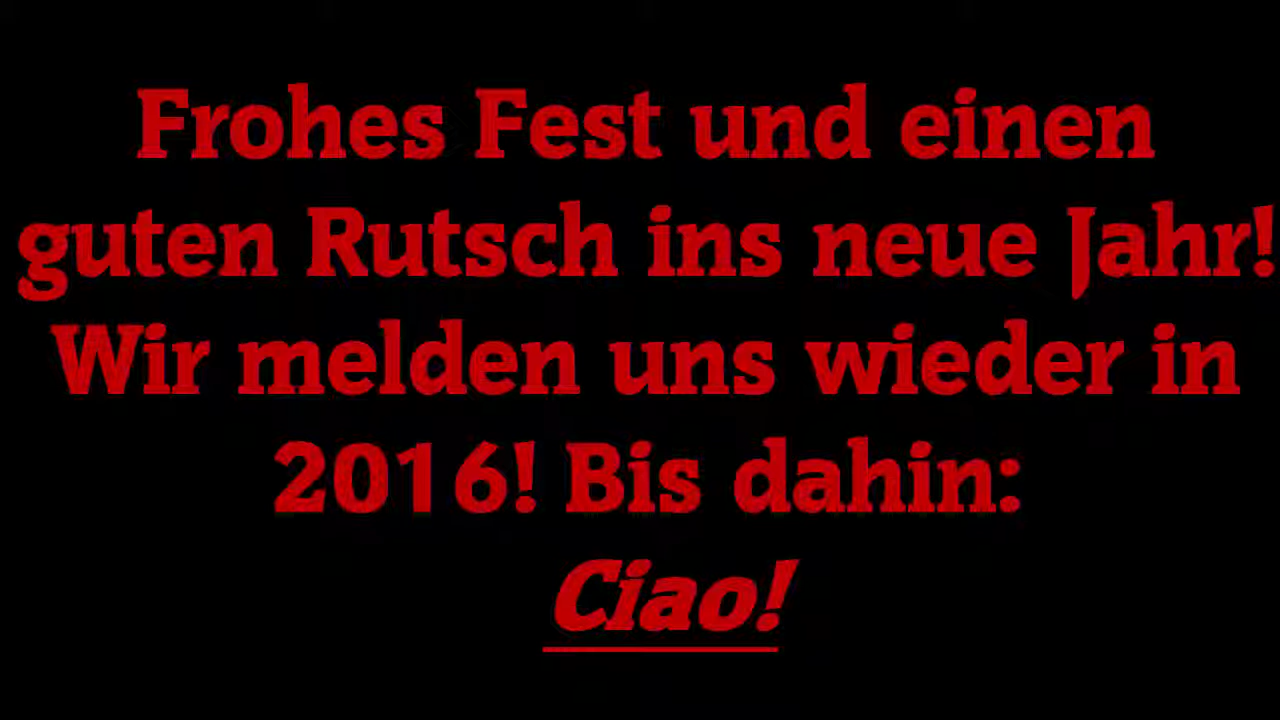 Frohes Fest und einen
guten Rutsch ins neue Jahr!
Wir melden uns wieder in
2016! Bis dahin:
Ciao!